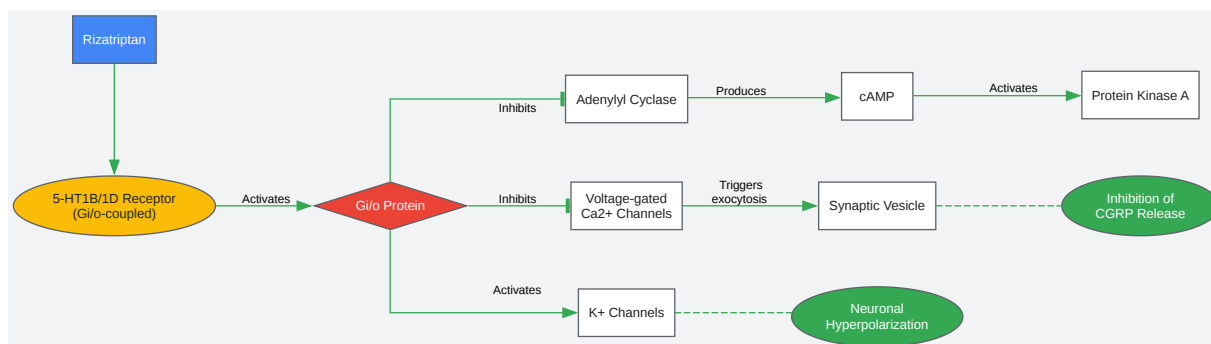 Rizatriptan
Inhibits
Adenylyl Cyclase
Produces
cAMP
Activates
Protein Kinase A
5-HT1B/1D Receptor
(Gi/o-coupled)
Activates
Gi/o Protein
Inhibits
Voltage-gated
Ca2+ Channels
Triggers
exocytosis
Synaptic Vesicle
Inhibition of
CGRP Release
Activates
K+ Channels
Neuronal
Hyperpolarization